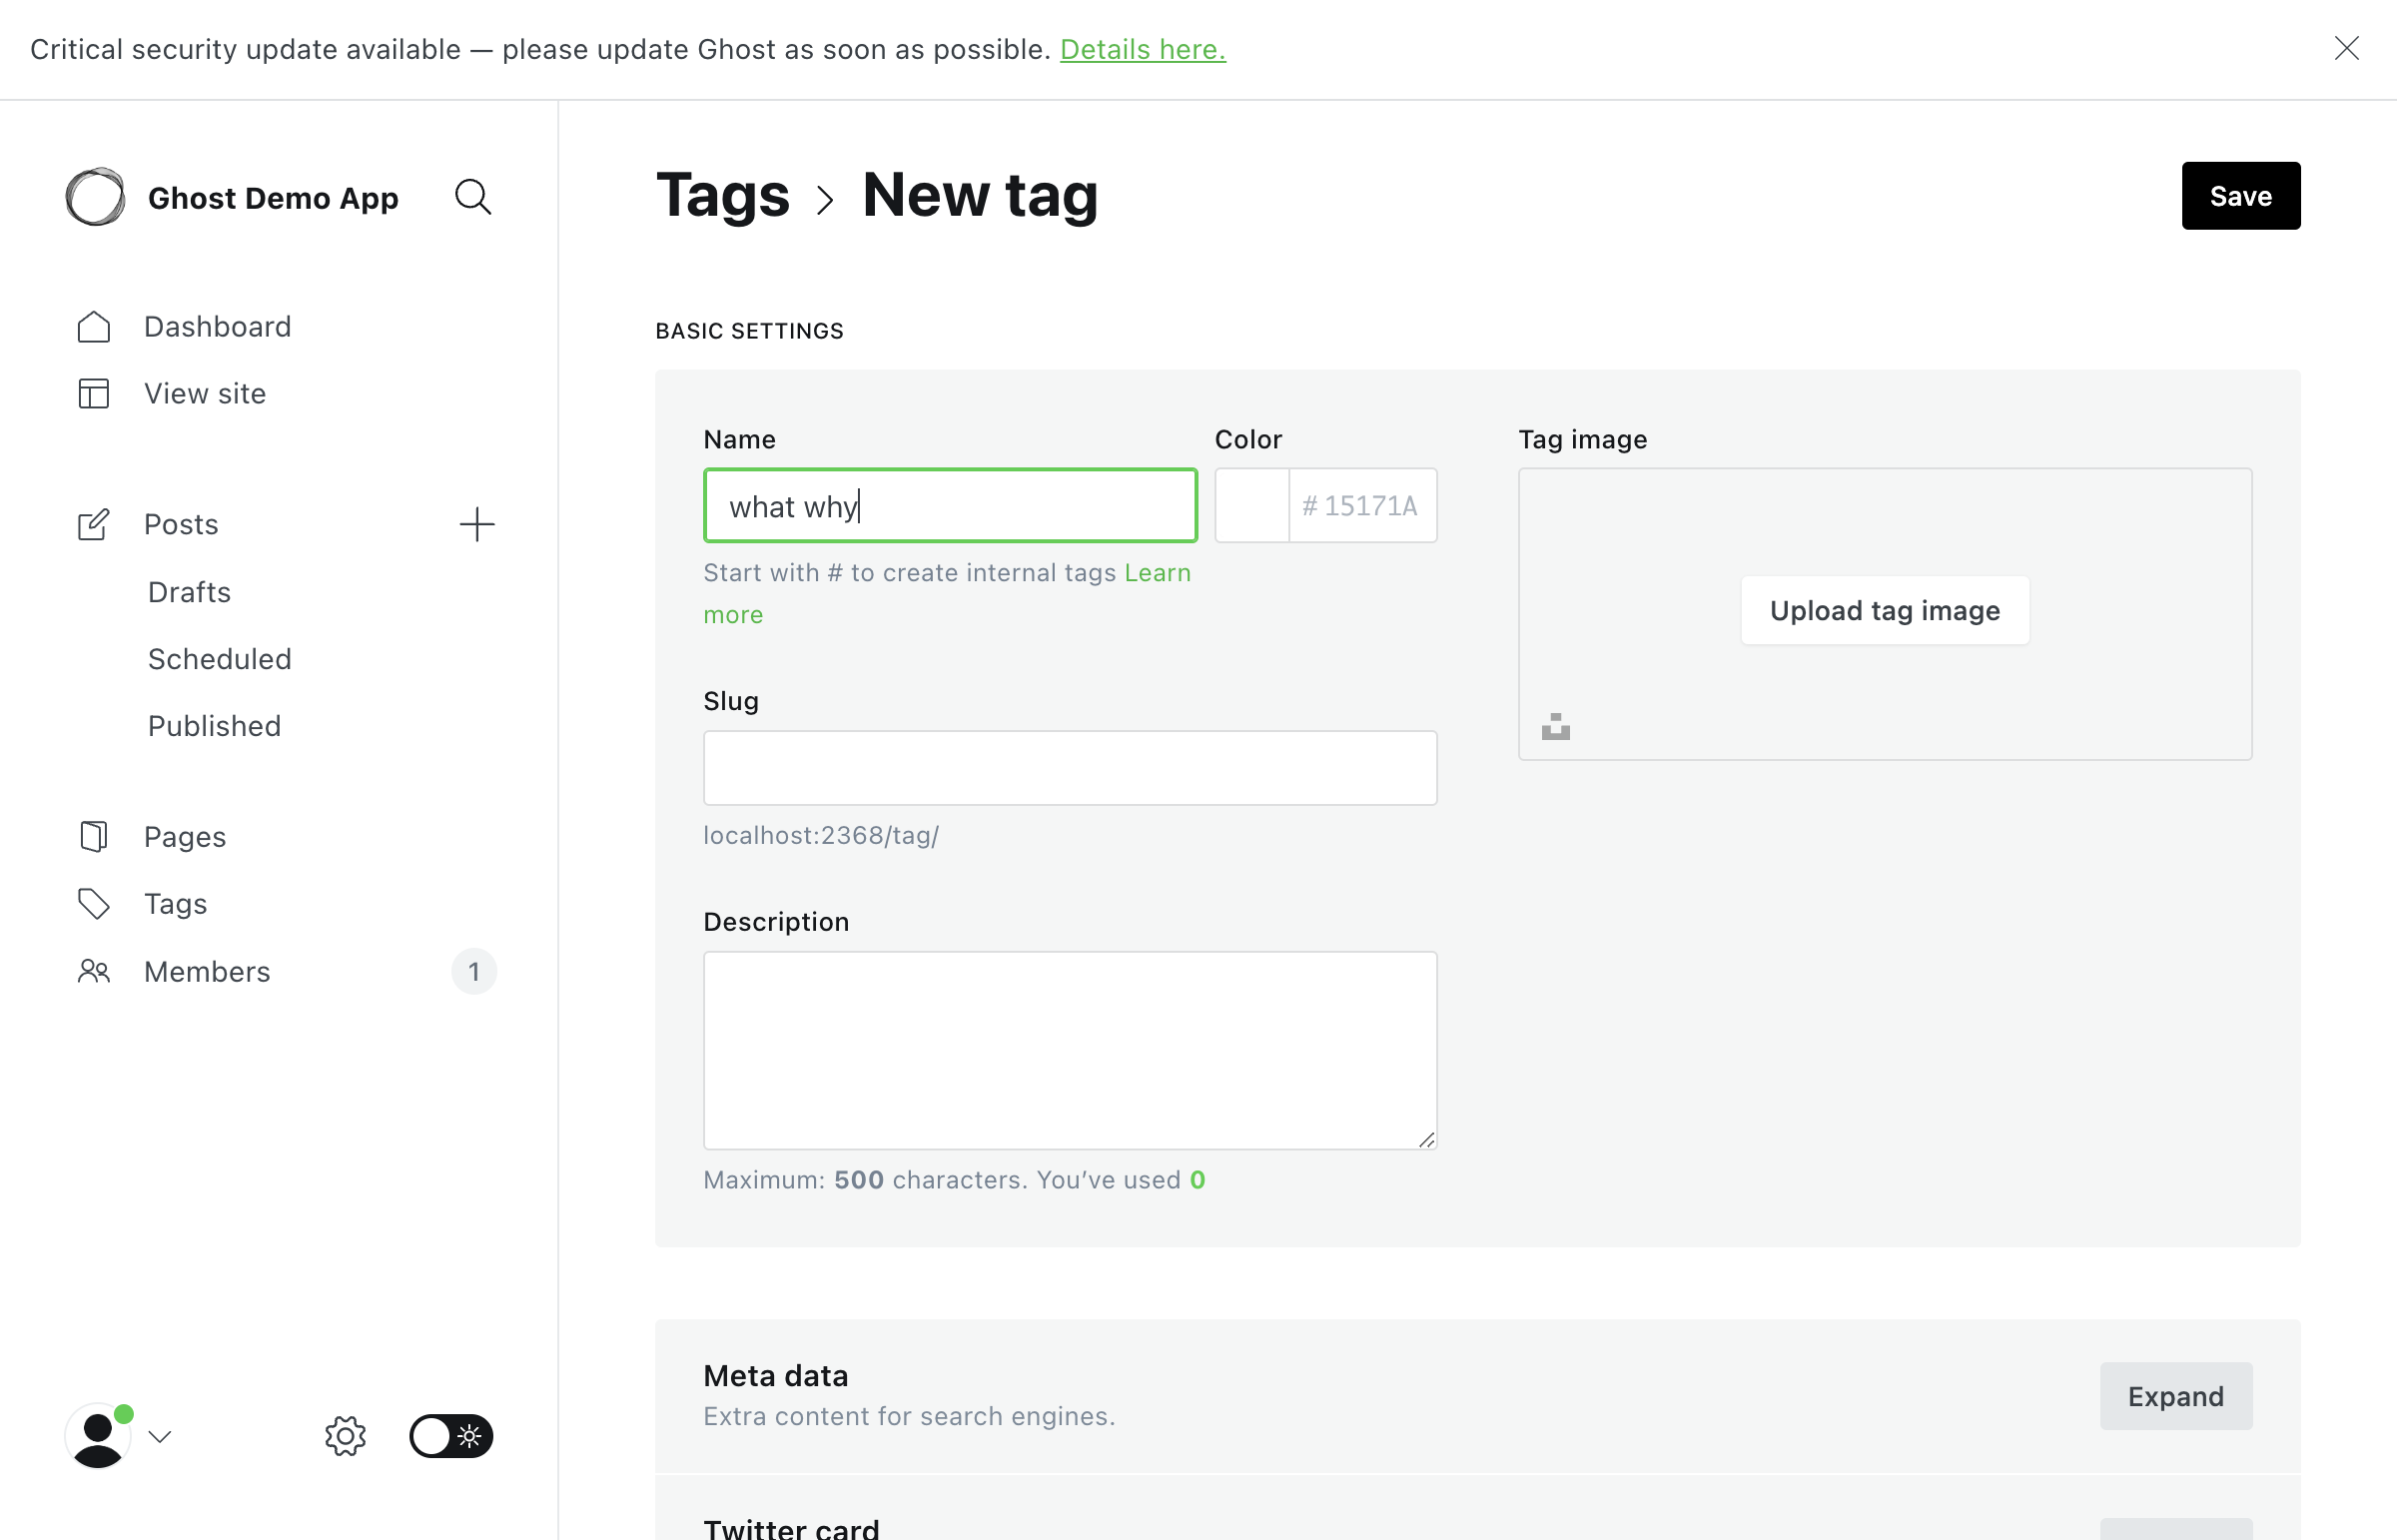 Critical security update available — please update Ghost as soon as possible. Details here.
Ghost Demo App
Dashboard
View site
Posts
Drafts
Scheduled
Published
Pages
Tags
Members 1
Tags > New tag
Save
BASIC SETTINGS
Name
what why
Start with # to create internal tags Learn
more
Color
# 15171A
Tag image
Upload tag image
Slug
localhost:2368/tag/
Description
Maximum: 500 characters. You’ve used 0
Meta data
Extra content for search engines.
Expand
Twitter card